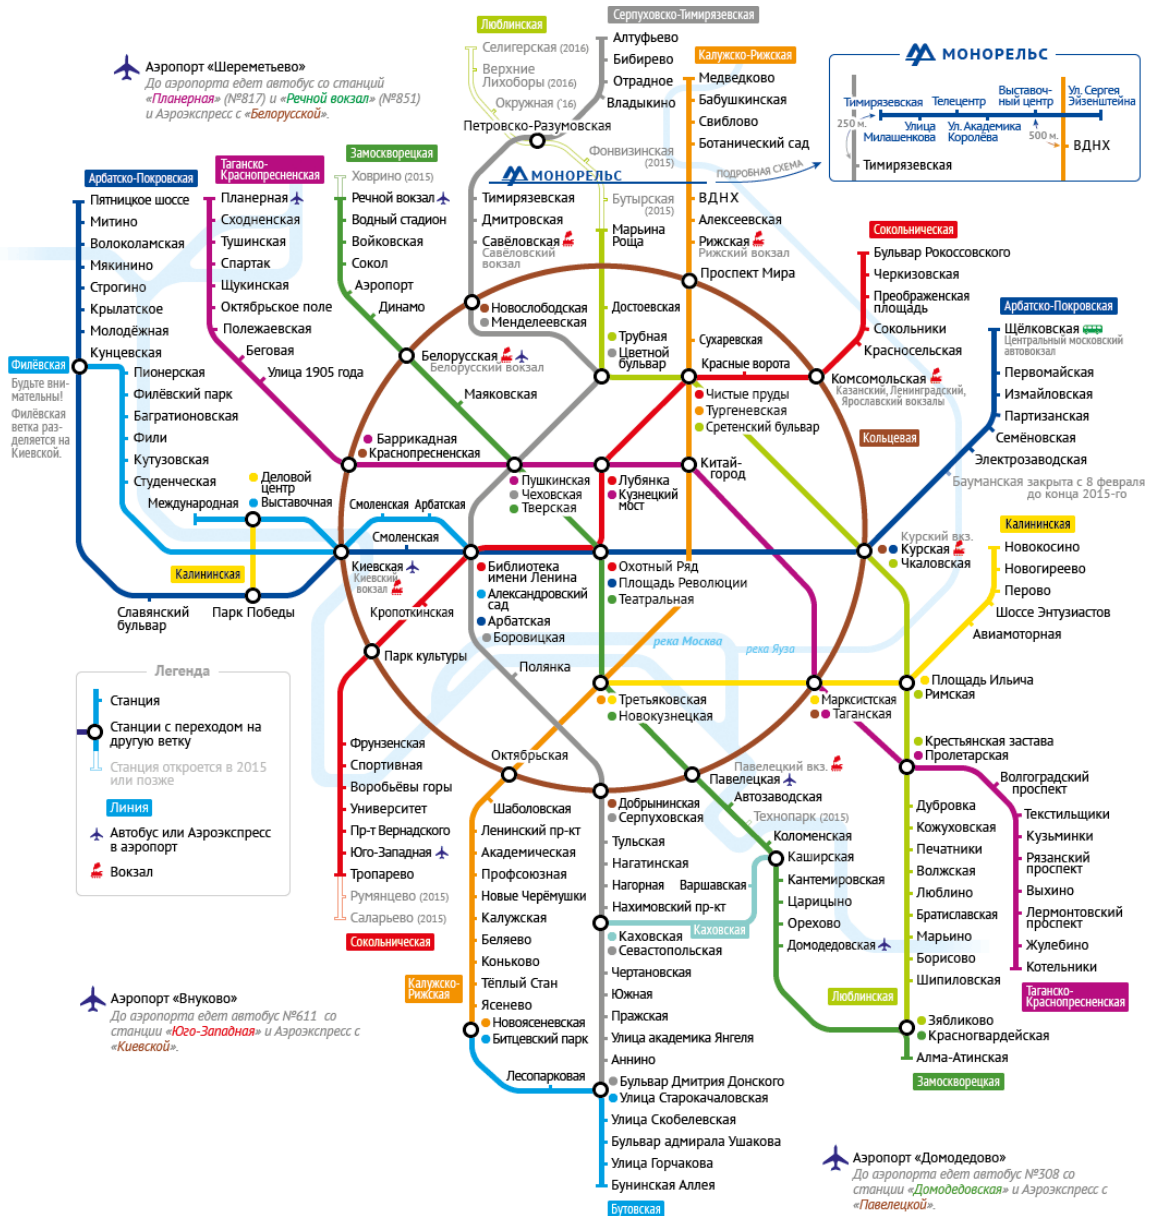 Люблинская
Серпуховско-Тимирязевская
Селигерская (2016)
Верхние
Лихоборы (2016)
Окружная ('16)
Петровско-Разумовская
Фонвизинская
(2015)
Бутырская
(2015)
Марьина
Роща
Алтуфьево
Бибирево
Отрадное
Владыкино
Калужско-Рижская
Медведково
Бабушкинская
Свиблово
Ботанический сад
ВДНХ
Алексеевская
Рижская
Рижский вокзал
Проспект Мира
МОНОРЕЛЬС
Тимирязевская
Телецентр
Выставоч-
ный центр
Ул. Сергея
Эйзенштейна
250 м.
Улица
Милашенкова
Ул. Академика
Королёва
500 м.
ВДНХ
Тимирязевская
МОНОРЕЛЬС
ПОДРОБНАЯ СХЕМА
Аэропорт «Шереметьево»
До аэропорта едет автобус со станций
«Планерная» (№817) и «Речной вокзал» (№851)
и Аэроэкспресс с «Белорусской».
Арбатско-Покровская
Пятницкое шоссе
Митино
Волоколамская
Мякинино
Строгино
Крылатское
Молодёжная
Кунцевская
Таганско-
Краснопресненская
Планерная
Сходненская
Тушинская
Спартак
Щукинская
Октябрьское поле
Полежаевская
Беговая
Улица 1905 года
Замоскворецкая
Ховрино (2015)
Речной вокзал
Водный стадион
Войковская
Сокол
Аэропорт
Динамо
Белорусская
Белорусский вокзал
Маяковская
Тимирязевская
Дмитровская
Савёловская
Савёловский
вокзал
Новослободская
Менделеевская
Достоевская
Трубная
Цветной
бульвар
Сухаревская
Красные ворота
Чистые пруды
Тургеневская
Сретенский бульвар
Сокольническая
Бульвар Рокоссовского
Черкизовская
Преображенская
площадь
Сокольники
Красносельская
Комсомольская
Казанский, Ленинградский,
Ярославский вокзалы
Кольцевая
Арбатско-Покровская
Щёлковская
Центральный московский
автовокзал
Первомайская
Измайловская
Партизанская
Семёновская
Электрозаводская
Бауманская закрыта с 8 февраля
до конца 2015-го
Филёвская
Будьте вни-
мательны!
Филёвская
ветка раз-
деляется на
Киевской.
Пионерская
Филёвский парк
Багратионовская
Фили
Кутузовская
Студенческая
Международная
Деловой
центр
Выставочная
Калининская
Парк Победы
Славянский
бульвар
Баррикадная
Краснопресненская
Смоленская
Арбатская
Смоленская
Киевская
Киевский
вокзал
Пушкинская
Чеховская
Тверская
Лубянка
Кузнецкий
мост
Китай-
город
Библиотека
имени Ленина
Александровский
сад
Арбатская
Боровицкая
Охотный Ряд
Площадь Революции
Театральная
Курский вкз.
Курская
Чкаловская
Калининская
Новокосино
Новогиреево
Перово
Шоссе Энтузиастов
Авиамоторная
Кропоткинская
Парк культуры
Полянка
река Москва
река Яуза
Третьяковская
Новокузнецкая
Марксистская
Таганская
Площадь Ильича
Римская
Крестьянская застава
Пролетарская
Легенда
Станция
Станции с переходом на
другую ветку
Станция откроется в 2015
или позже
Линия
Автобус или Аэроэкспресс
в аэропорт
Вокзал
Фрунзенская
Спортивная
Воробьёвы горы
Университет
Пр-т Вернадского
Юго-Западная
Тропарево
Румянцево (2015)
Саларьево (2015)
Сокольническая
Октябрьская
Шаболовская
Ленинский пр-кт
Академическая
Профсоюзная
Новые Черёмушки
Калужская
Беляево
Коньково
Тёплый Стан
Ясенево
Калужско-
Рижская
Новоясеневская
Битцевский парк
Лесопарковая
Добрынинская
Серпуховская
Тульская
Нагатинская
Нагорная
Нахимовский пр-кт
Варшавская
Каховская
Каховская
Севастопольская
Чертановская
Южная
Пражская
Улица академика Янгеля
Аннино
Бульвар Дмитрия Донского
Улица Старокачаловская
Улица Скобелевская
Бульвар адмирала Ушакова
Улица Горчакова
Бунинская Аллея
Бутовская
Павелецкий вкз.
Павелецкая
Автозаводская
Технопарк (2015)
Коломенская
Каширская
Кантемировская
Царицыно
Орехово
Домодедовская
Дубровка
Кожуховская
Печатники
Волжская
Люблино
Братиславская
Марьино
Борисово
Шипиловская
Люблинская
Зябликово
Красногвардейская
Алма-Атинская
Замоскворецкая
Волгоградский
проспект
Текстильщики
Кузьминки
Рязанский
проспект
Выхино
Лермонтовский
проспект
Жулебино
Котельники
Таганско-
Краснопресненская
Аэропорт «Внуково»
До аэропорта едет автобус №611 со
станции «Юго-Западная» и Аэроэкспресс с
«Киевской».
Аэропорт «Домодедово»
До аэропорта едет автобус №308 со
станции «Домодедовская» и Аэроэкспресс с
«Павелецкой».